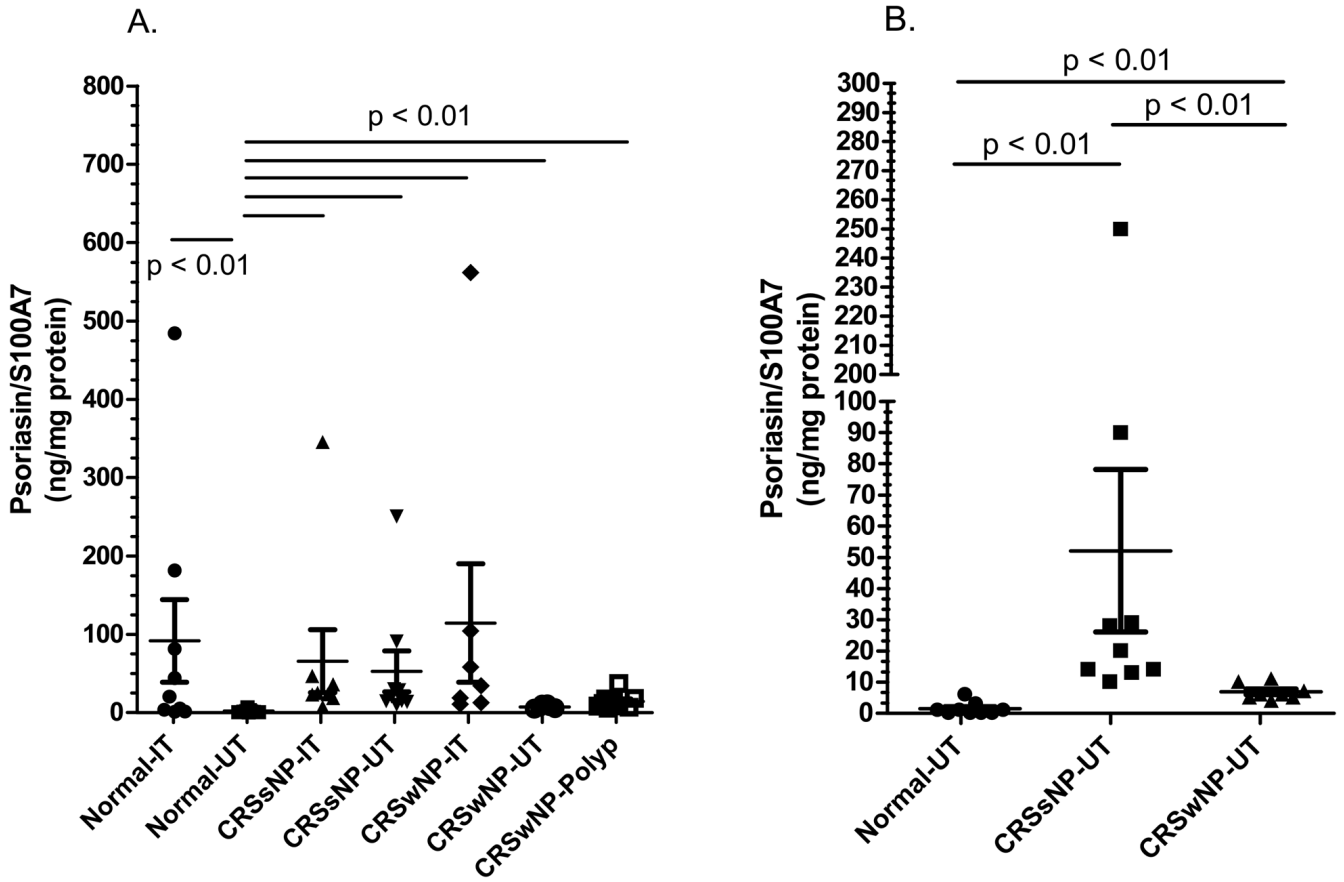 A.
Psoriasin/S100A7
(ng/mg protein)
800
700
600
500
400
300
200
100
0
p < 0.01
p < 0.01
Normal-IT
Normal-UT
CRSsNP-IT
CRSsNP-UT
CRSwNP-IT
CRSwNP-UT
CRSwNP-Polyp
B.
Psoriasin/S100A7
(ng/mg protein)
300
290
280
270
260
250
240
230
220
210
200
100
90
80
70
60
50
40
30
20
10
0
p < 0.01
p < 0.01
p < 0.01
Normal-UT
CRSsNP-UT
CRSwNP-UT